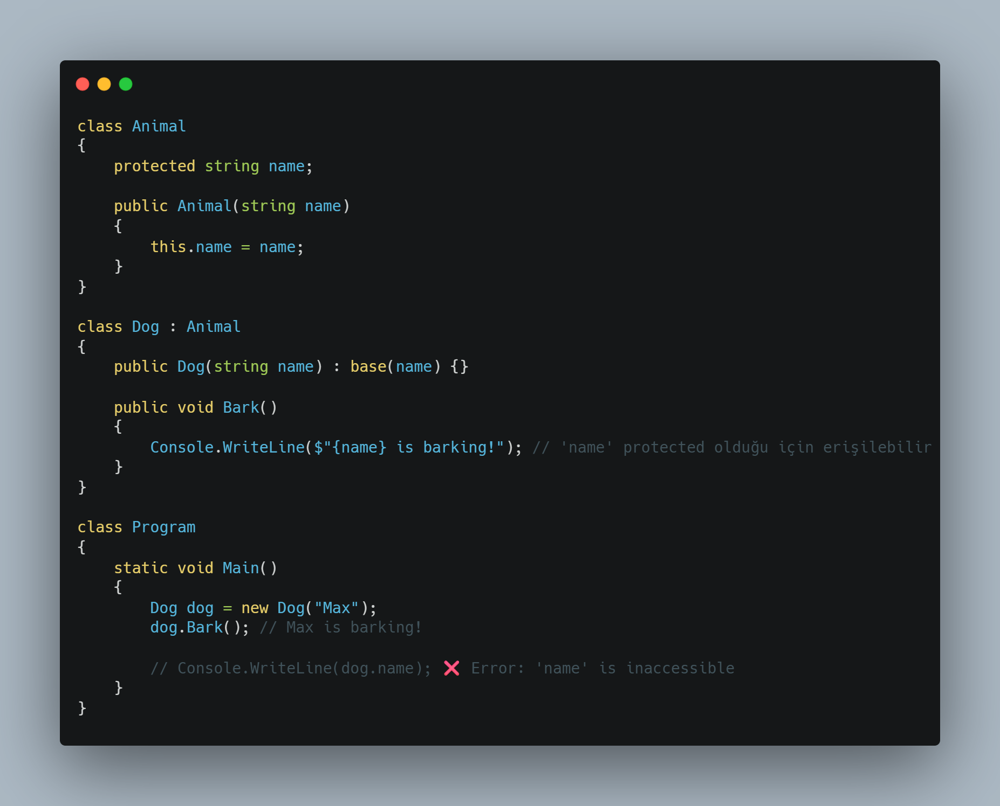 class Animal
{
    protected string name;

    public Animal(string name)
    {
        this.name = name;
    }
}

class Dog : Animal
{
    public Dog(string name) : base(name) {}

    public void Bark()
    {
        Console.WriteLine($"{name} is barking!"); // 'name' protected olduğu için erişilebilir
    }
}

class Program
{
    static void Main()
    {
        Dog dog = new Dog("Max");
        dog.Bark(); // Max is barking!

        // Console.WriteLine(dog.name); ❌ Error: 'name' is inaccessible
    }
}